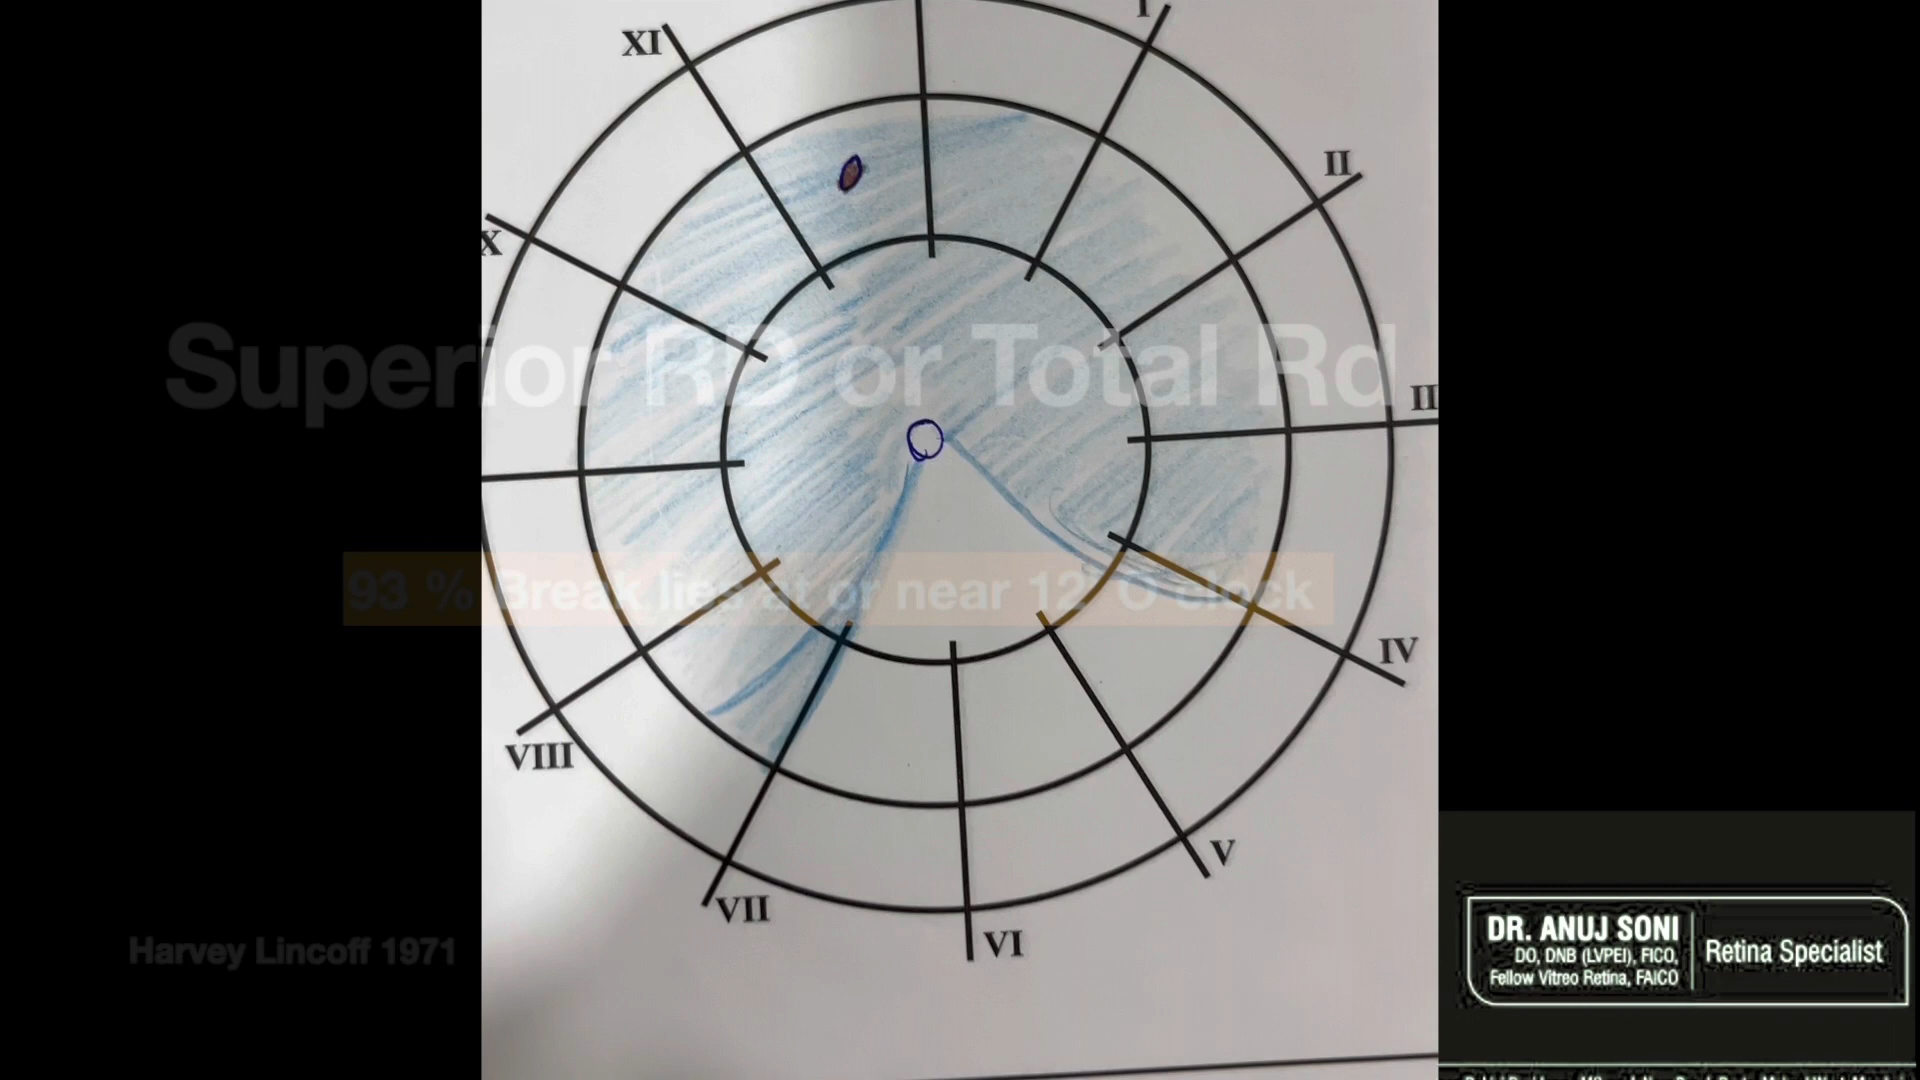 I
XI
II
X
Superior RD or Total Rd
II
93 % Break lies at or near 12 O clock
IV
VIII
V
VII
VI
Harvey Lincoff 1971
DR. ANUJ SONI
DO, DNB (LVPEI), FICO,
Fellow Vitreo Retina, FAICO
Retina Specialist